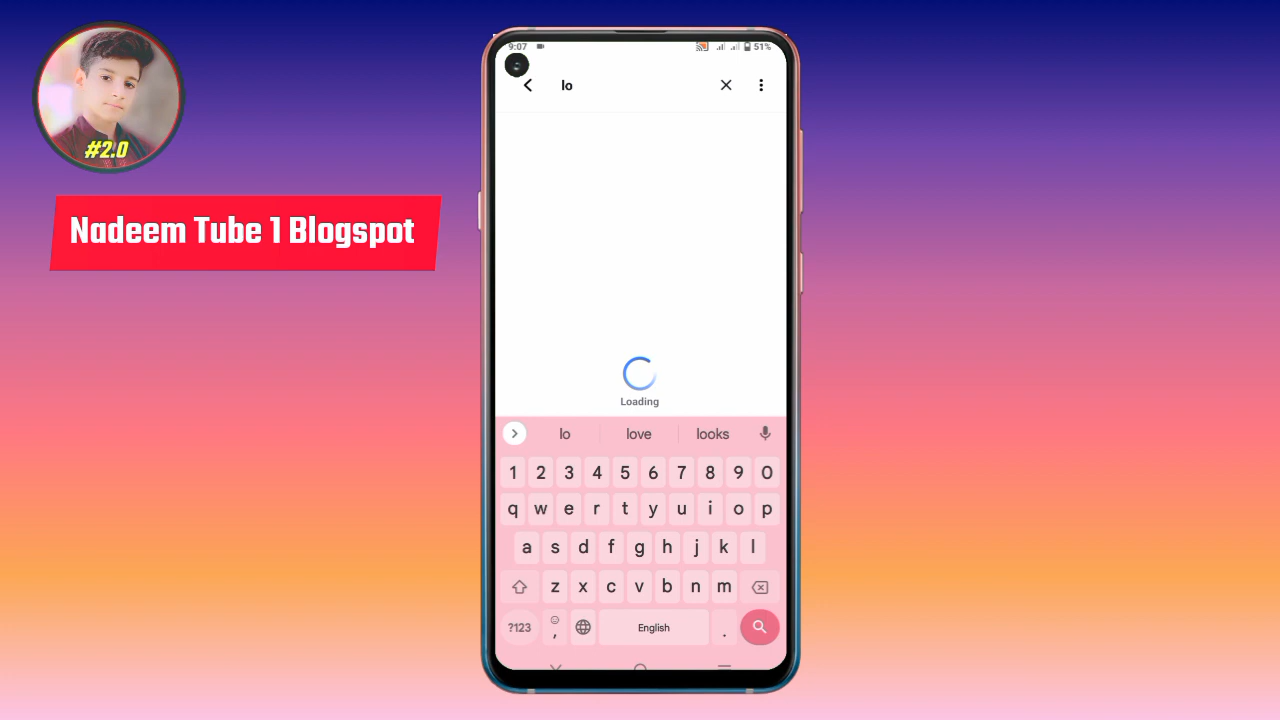 #2.0
Nadeem Tube 1 Blogspot
9:07 51%
lo
Loading
lo love looks
1 2 3 4 5 6 7 8 9 0
q w e r t y u i o p
a s d f g h j k l
z x c v b n m
?123 , English .